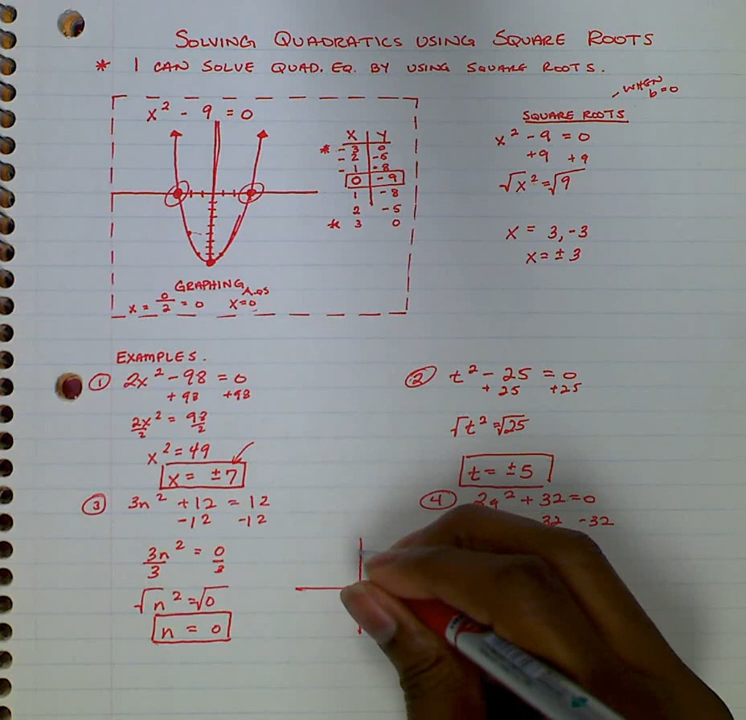 SOLVING QUADRATICS USING SQUARE ROOTS
* I CAN SOLVE QUAD. EQ. BY USING SQUARE ROOTS.
x² - 9 = 0
X Y
* -3 0
-2 -5
-1 -8
0 -9
1 -8
2 -5
* 3 0
GRAPHING
x = 0/2 = 0 x=0 A.O.S
- WHEN b=0
SQUARE ROOTS
x² - 9 = 0
+9 +9
√x² = √9
x = 3, -3
x = ±3
EXAMPLES.
① 2x² - 98 = 0
+98 +98
2x²/2 = 98/2
x² = 49
x = ±7
② t² - 25 = 0
+25 +25
√t² = √25
t = ±5
③ 3n² + 12 = 12
-12 -12
3n²/3 = 0/3
√n² = √0
n = 0
④ + 32 = 0
32 -32